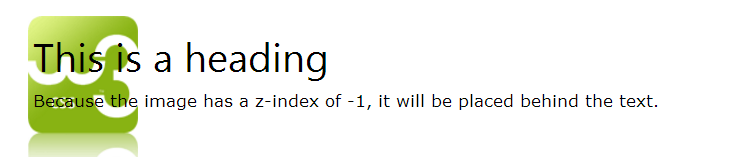 This is a heading
Because the image has a z-index of -1, it will be placed behind the text.